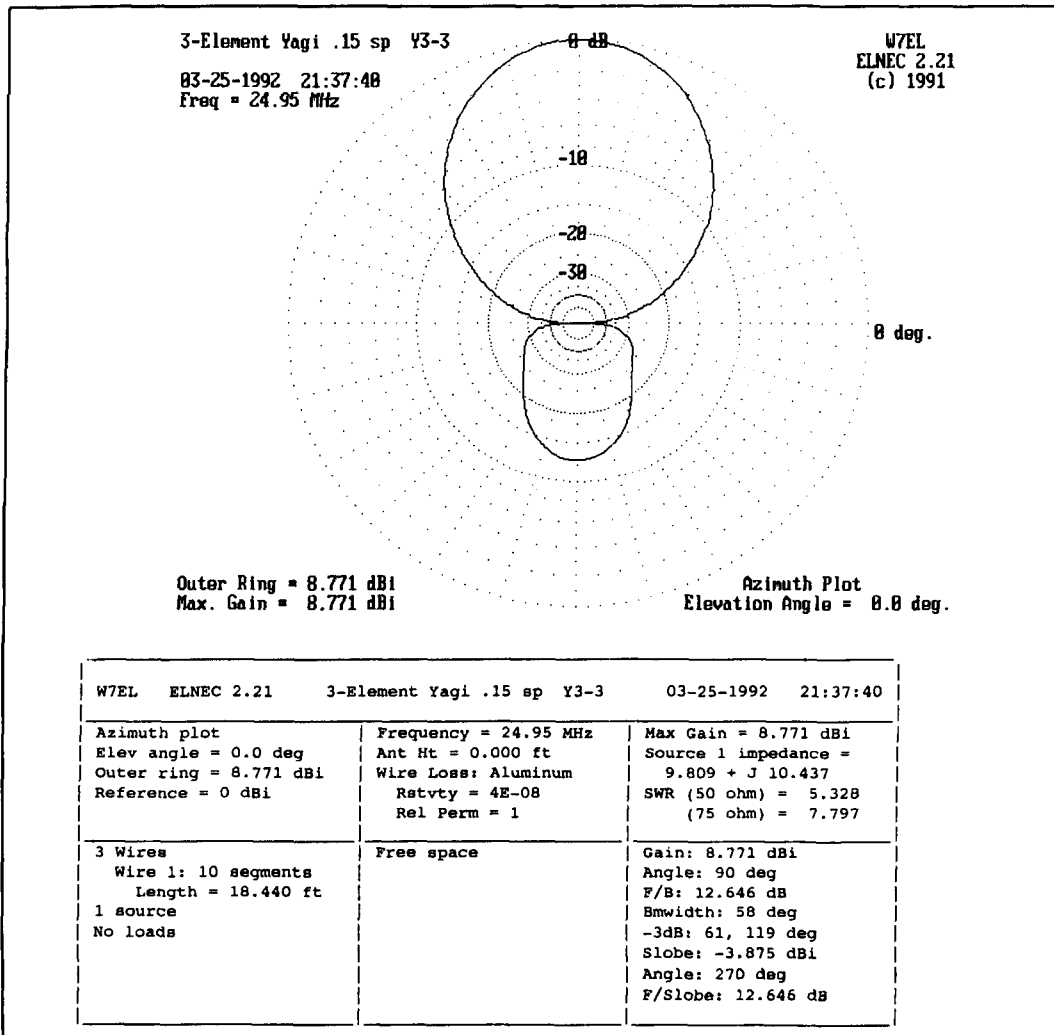 3-Element Yagi .15 sp Y3-3
03-25-1992 21:37:40
Freq = 24.95 MHz
0 dB
W7EL
ELNEC 2.21
(c) 1991
-10
-20
-30
0 deg.
Outer Ring = 8.771 dBi
Max. Gain = 8.771 dBi
Azimuth Plot
Elevation Angle = 0.0 deg.
W7EL ELNEC 2.21 3-Element Yagi .15 sp Y3-3 03-25-1992 21:37:40
Azimuth plot
Elev angle = 0.0 deg
Outer ring = 8.771 dBi
Reference = 0 dBi
Frequency = 24.95 MHz
Ant Ht = 0.000 ft
Wire Loss: Aluminum
Rstvty = 4E-08
Rel Perm = 1
Max Gain = 8.771 dBi
Source 1 impedance =
9.809 + J 10.437
SWR (50 ohm) = 5.328
(75 ohm) = 7.797
3 Wires
Wire 1: 10 segments
Length = 18.440 ft
1 source
No loads
Free space
Gain: 8.771 dBi
Angle: 90 deg
F/B: 12.646 dB
Bmwidth: 58 deg
-3dB: 61, 119 deg
Slobe: -3.875 dBi
Angle: 270 deg
F/Slobe: 12.646 dB